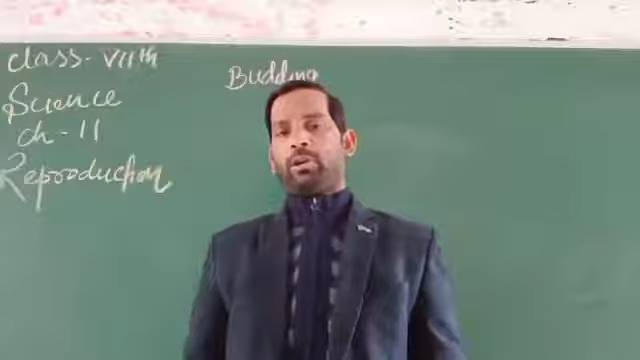 Class - VIIth
Science
Ch - 11
Reproduction
Budding